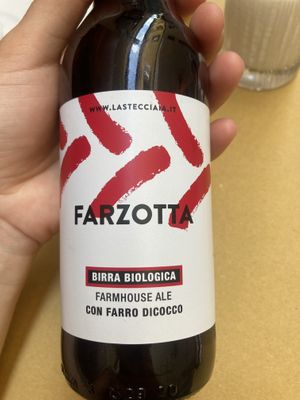 WWW.LASTECCIAIA.IT
FARZOTTA
BIRRA BIOLOGICA
FARMHOUSE ALE
CON FARRO DICOCCO